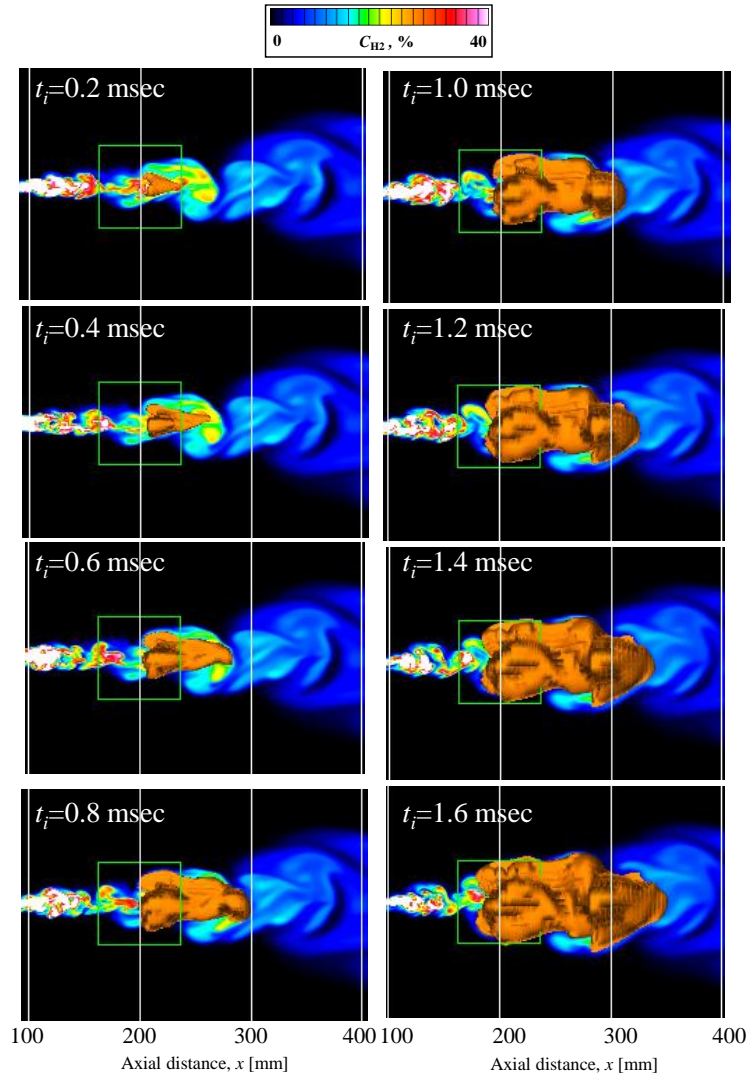 0 C_H2 , % 40
t_i=0.2 msec
t_i=1.0 msec
t_i=0.4 msec
t_i=1.2 msec
t_i=0.6 msec
t_i=1.4 msec
t_i=0.8 msec
t_i=1.6 msec
100 200 300 400
100 200 300 400
Axial distance, x [mm]
Axial distance, x [mm]